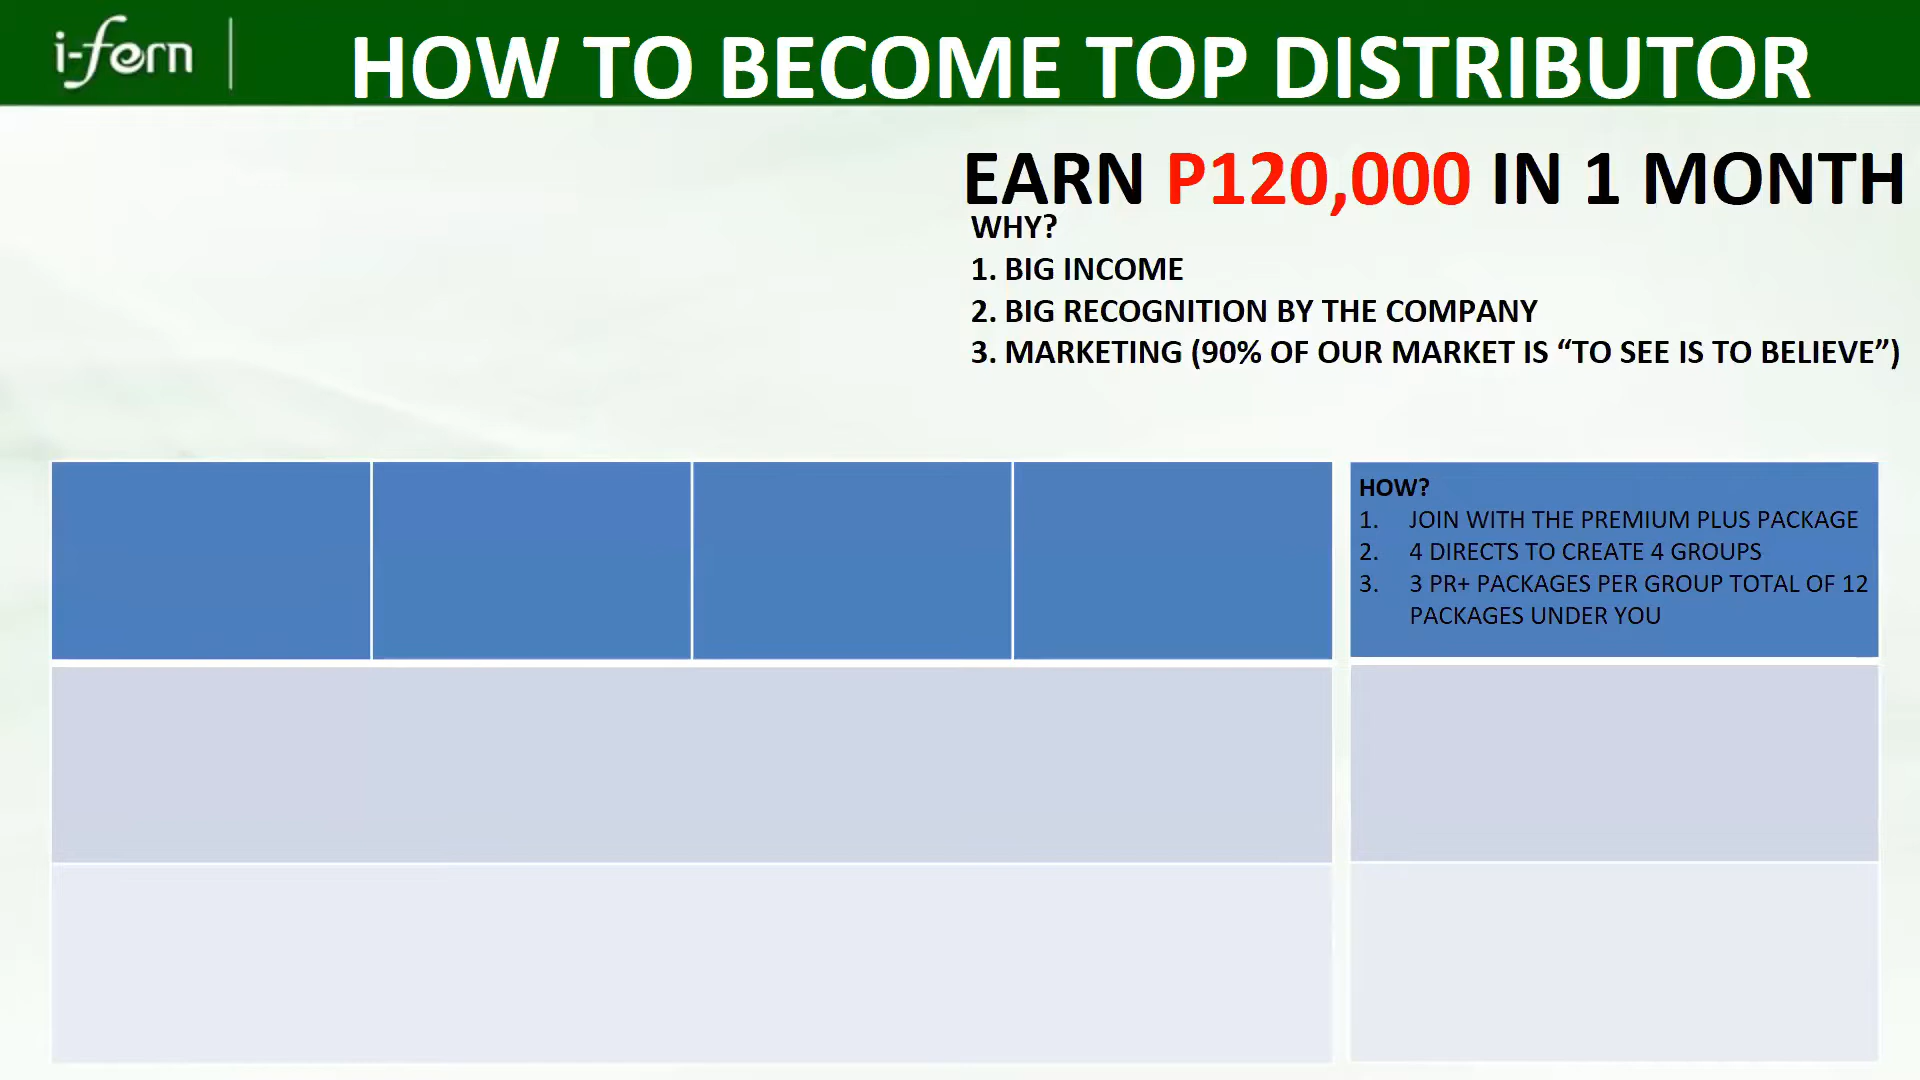 i-fern
HOW TO BECOME TOP DISTRIBUTOR
EARN P120,000 IN 1 MONTH
WHY?
1. BIG INCOME
2. BIG RECOGNITION BY THE COMPANY
3. MARKETING (90% OF OUR MARKET IS “TO SEE IS TO BELIEVE”)
HOW?
1. JOIN WITH THE PREMIUM PLUS PACKAGE
2. 4 DIRECTS TO CREATE 4 GROUPS
3. 3 PR+ PACKAGES PER GROUP TOTAL OF 12
PACKAGES UNDER YOU